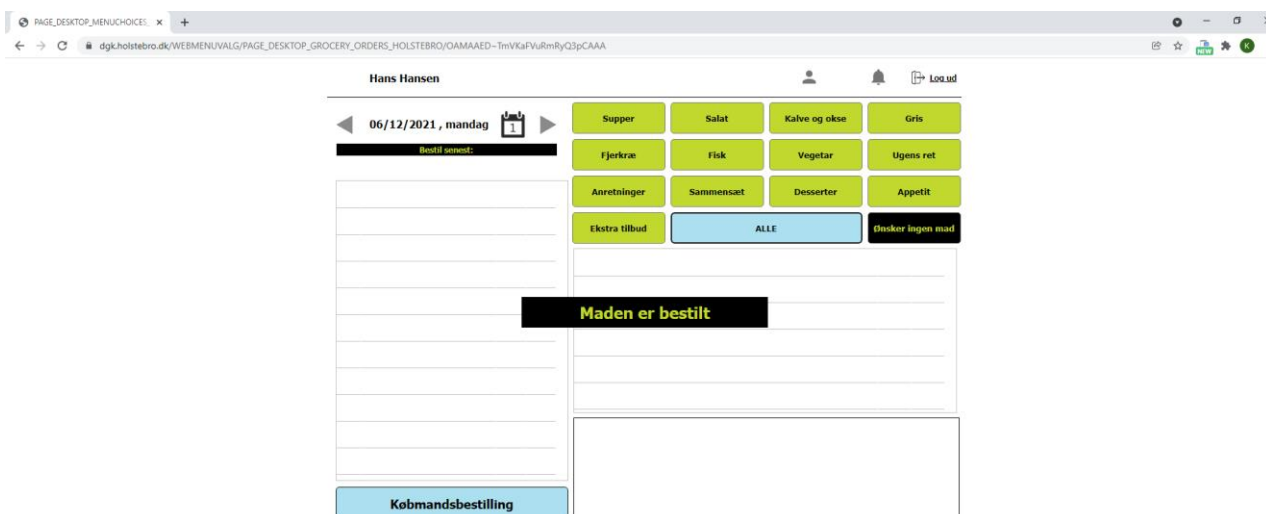 PAGE_DESKTOP_MENUCHOICES_
dgk.holstebro.dk/WEBMENUVALG/PAGE_DESKTOP_GROCERY_ORDERS_HOLSTEBRO/OAMAAED-TmVKaFVuRmRyQ3pCAAA
NEW
K
Hans Hansen
Log ud
06/12/2021 , mandag
1
Bestil senest:
Supper Salat Kalve og okse Gris
Fjerkræ Fisk Vegetar Ugens ret
Anretninger Sammensæt Desserter Appetit
Ekstra tilbud ALLE Ønsker ingen mad
Maden er bestilt
Købmandsbestilling